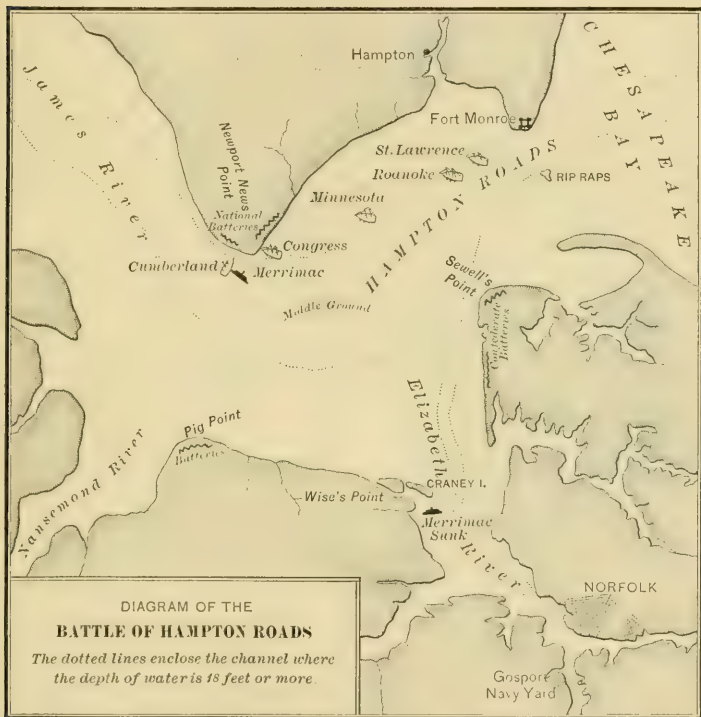 CHESAPEAKE
BAY
Hampton
Fort Monroe
James River
Newport News
Point
St. Lawrence
Roanoke
RIP RAPS
HAMPTON ROADS
Minnesota
National
Batteries
Congress
Cumberland
Merrimac
Sewell's
Point
Middle Ground
Confederate
Batteries
Elizabeth
River
Pig Point
Batteries
Nansemond River
CRANEY I.
Wise's Point
Merrimac
Sunk
NORFOLK
Gosport
Navy Yard
DIAGRAM OF THE
BATTLE OF HAMPTON ROADS
The dotted lines enclose the channel where
the depth of water is 18 feet or more.